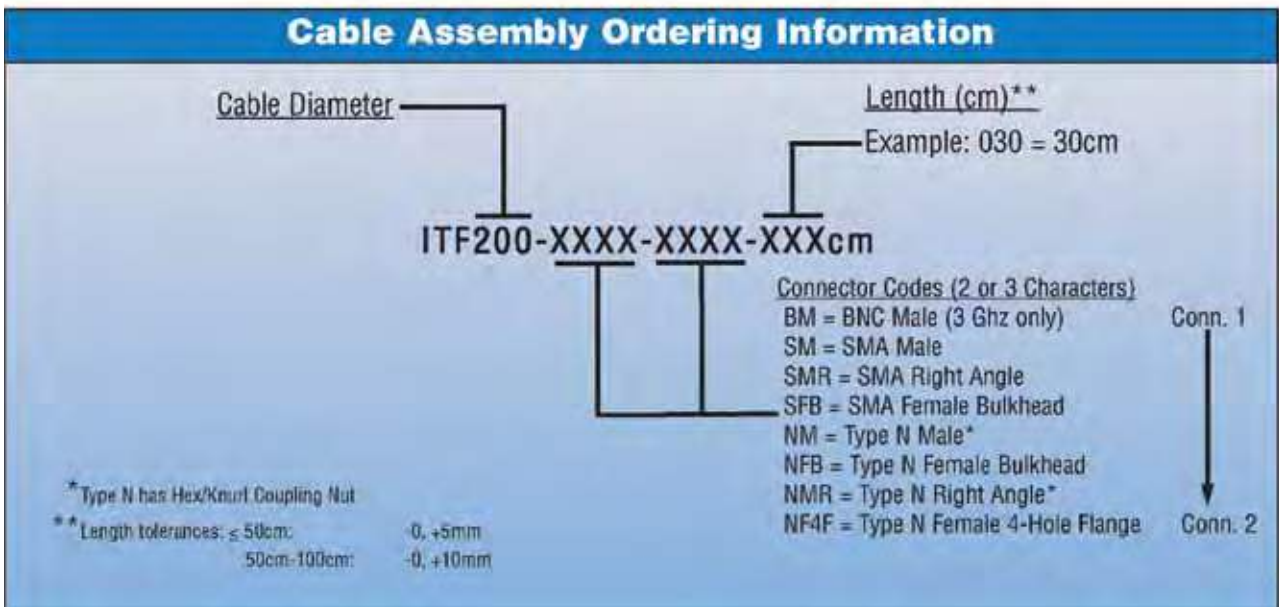 Cable Assembly Ordering Information
Cable Diameter
Length (cm)**
Example: 030 = 30cm
ITF200-XXXX-XXXX-XXXcm
Connector Codes (2 or 3 Characters)
BM = BNC Male (3 Ghz only) Conn. 1
SM = SMA Male
SMR = SMA Right Angle
SFB = SMA Female Bulkhead
NM = Type N Male*
NFB = Type N Female Bulkhead
NMR = Type N Right Angle*
NF4F = Type N Female 4-Hole Flange Conn. 2
*Type N has Hex/Knurl Coupling Nut
**Length tolerances: ≤ 50cm: -0, +5mm
50cm-100cm: -0, +10mm